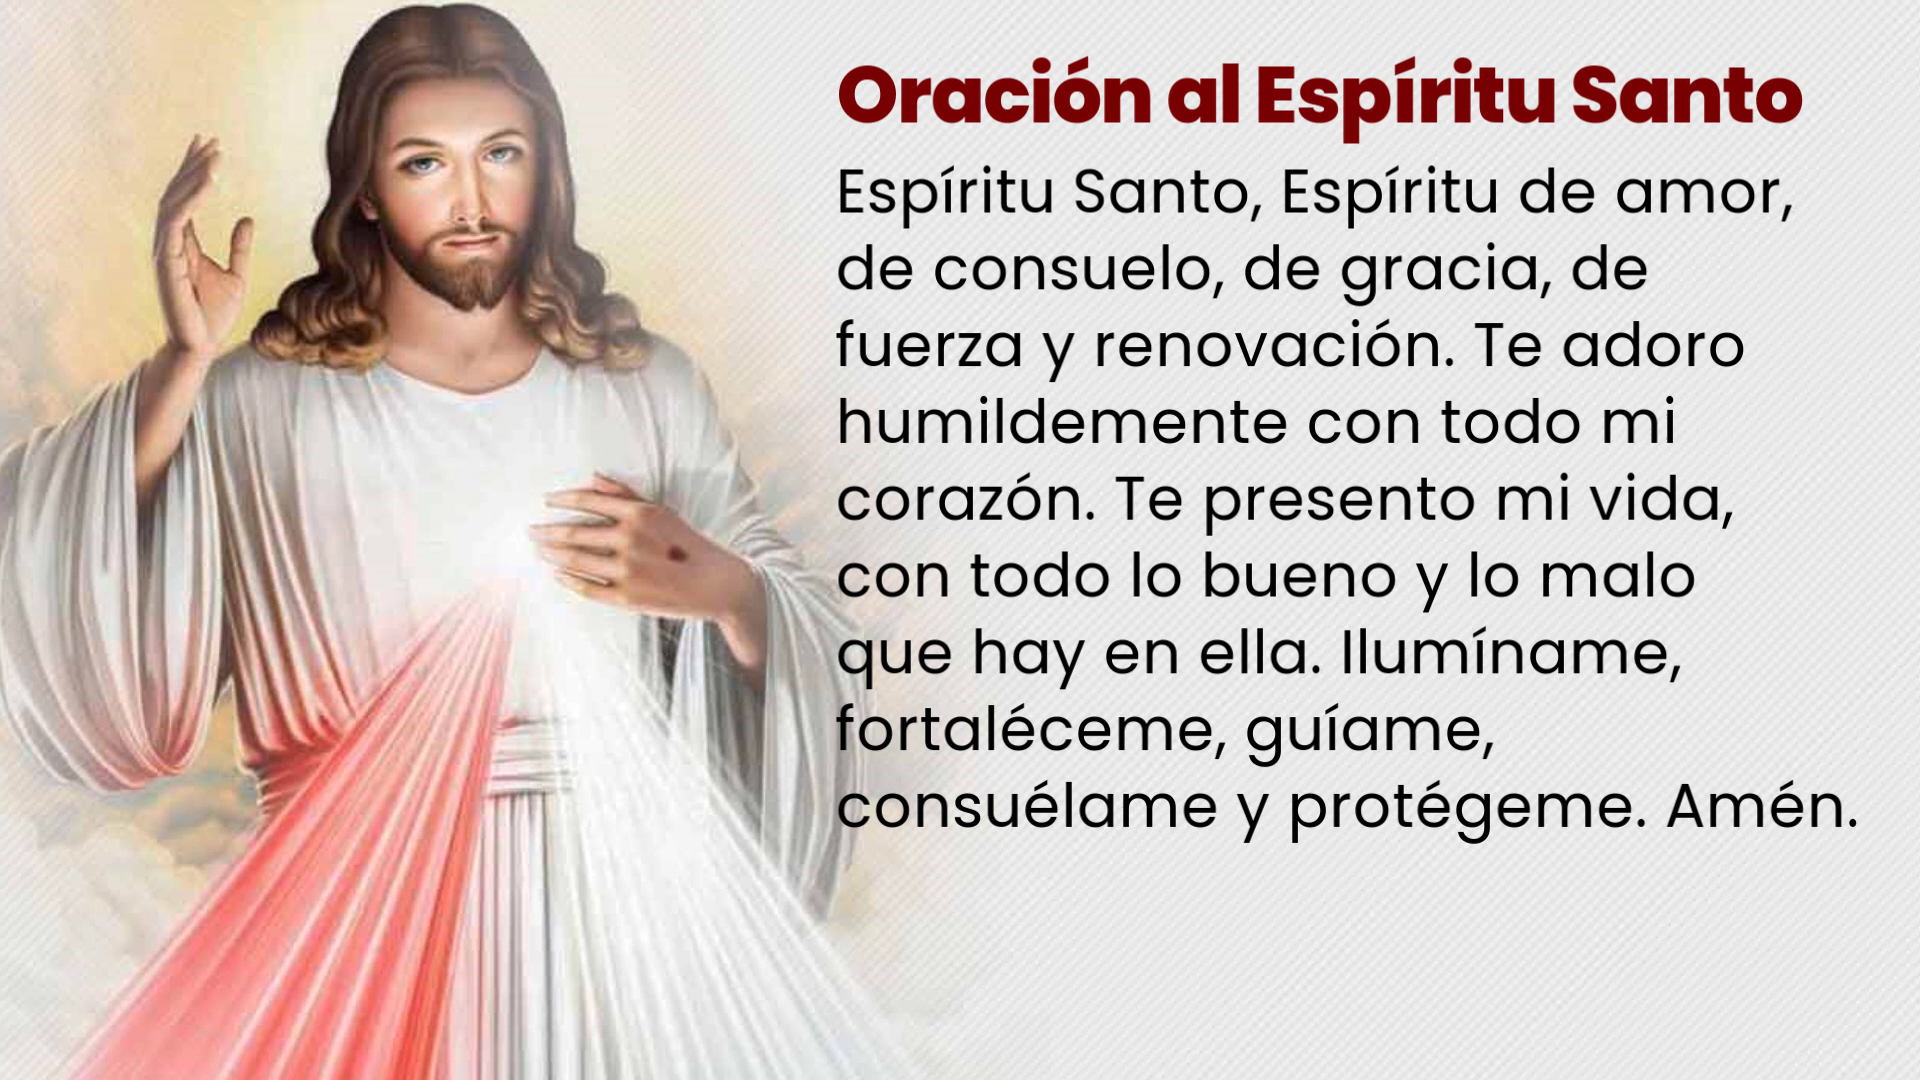 Oración al Espíritu Santo
Espíritu Santo, Espíritu de amor,
de consuelo, de gracia, de
fuerza y renovación. Te adoro
humildemente con todo mi
corazón. Te presento mi vida,
con todo lo bueno y lo malo
que hay en ella. Ilumíname,
fortaléceme, guíame,
consuélame y protégeme. Amén.